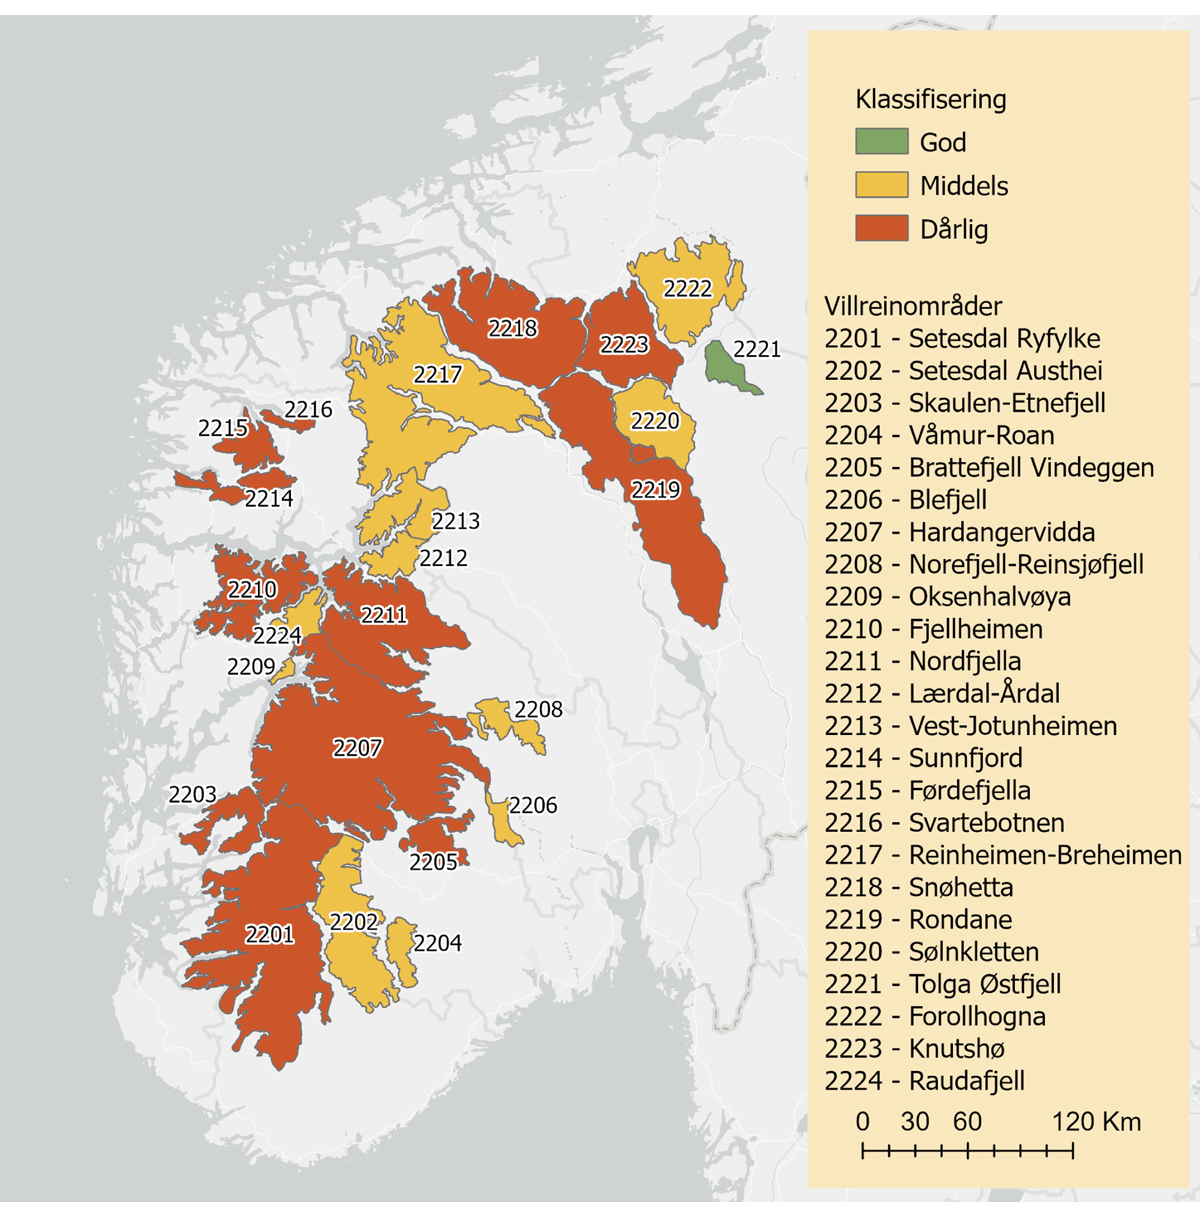 Klassifisering
God
Middels
Dårlig
Villreinområder
2201 - Setesdal Ryfylke
2202 - Setesdal Austhei
2203 - Skaulen-Etnefjell
2204 - Våmur-Roan
2205 - Brattefjell Vindeggen
2206 - Blefjell
2207 - Hardangervidda
2208 - Norefjell-Reinsjøfjell
2209 - Oksenhalvøya
2210 - Fjellheimen
2211 - Nordfjella
2212 - Lærdal-Årdal
2213 - Vest-Jotunheimen
2214 - Sunnfjord
2215 - Førdefjella
2216 - Svartebotnen
2217 - Reinheimen-Breheimen
2218 - Snøhetta
2219 - Rondane
2220 - Sølnkletten
2221 - Tolga Østfjell
2222 - Forollhogna
2223 - Knutshø
2224 - Raudafjell
0 30 60 120 Km
2222
2218
2223
2221
2217
2216
2215
2220
2219
2214
2213
2212
2210
2211
2224
2209
2208
2207
2203
2206
2205
2202
2201
2204